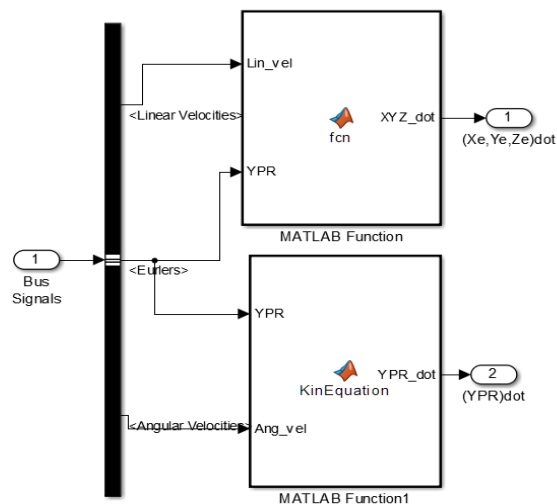 Lin_vel
<Linear Velocities>
XYZ_dot
fcn
1
(Xe,Ye,Ze)dot
YPR
MATLAB Function
1
Bus
Signals
<Eurlers>
YPR
YPR_dot
KinEquation
2
(YPR)dot
<Angular Velocities>
Ang_vel
MATLAB Function1